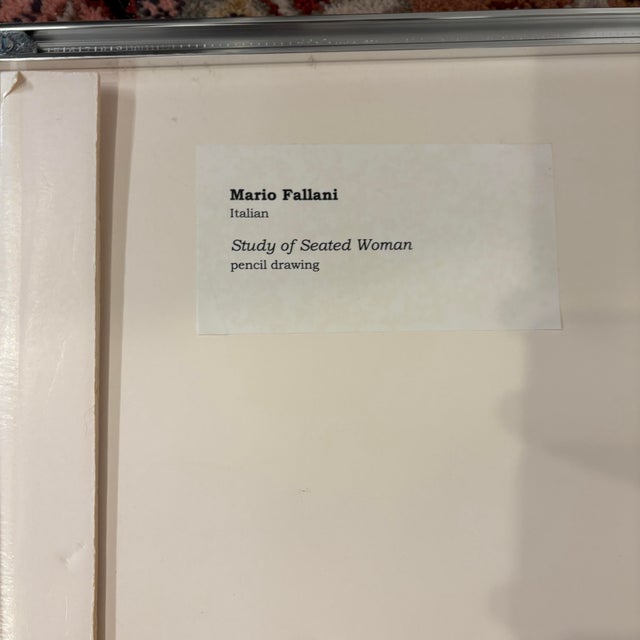 Mario Fallani
Italian
Study of Seated Woman
pencil drawing